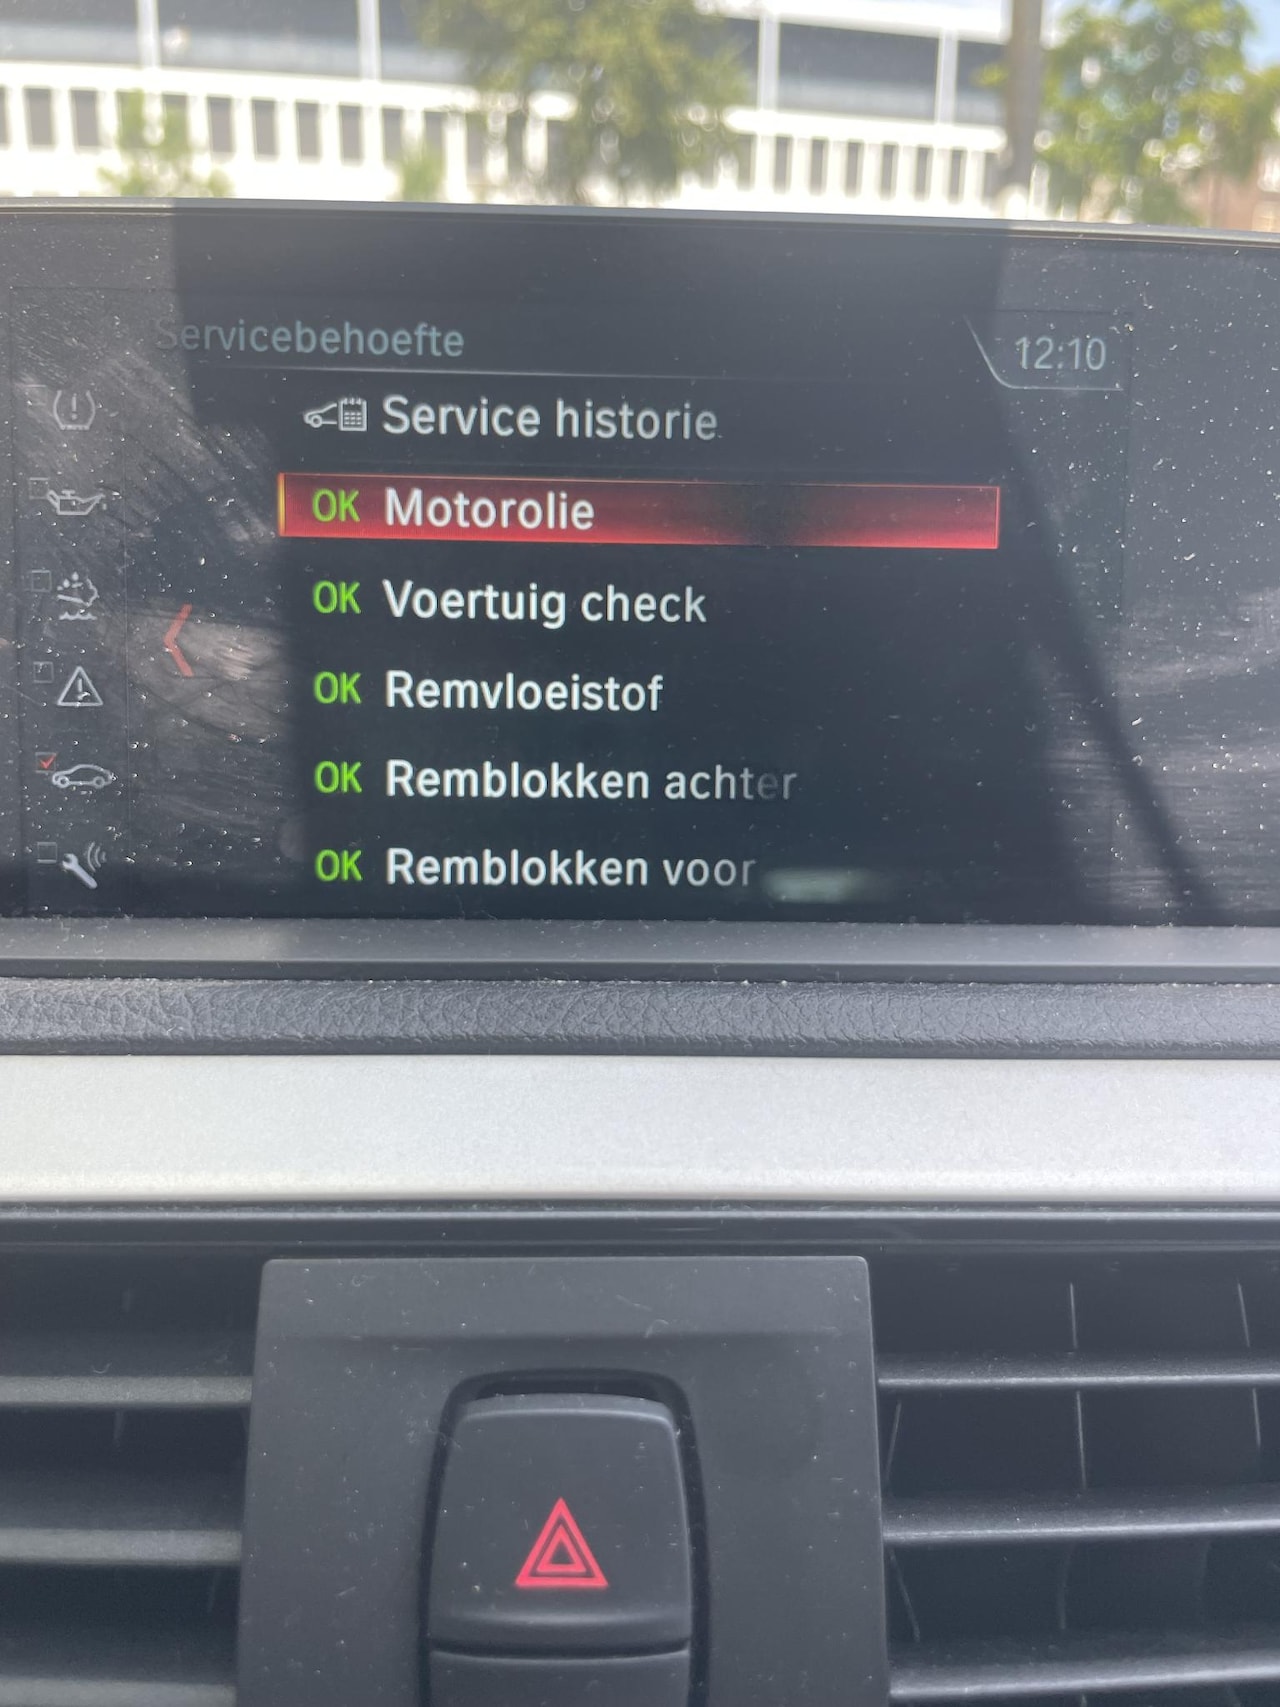 Servicebehoefte
12:10
Service historie
OK Motorolie
OK Voertuig check
OK Remvloeistof
OK Remblokken achter
OK Remblokken voor